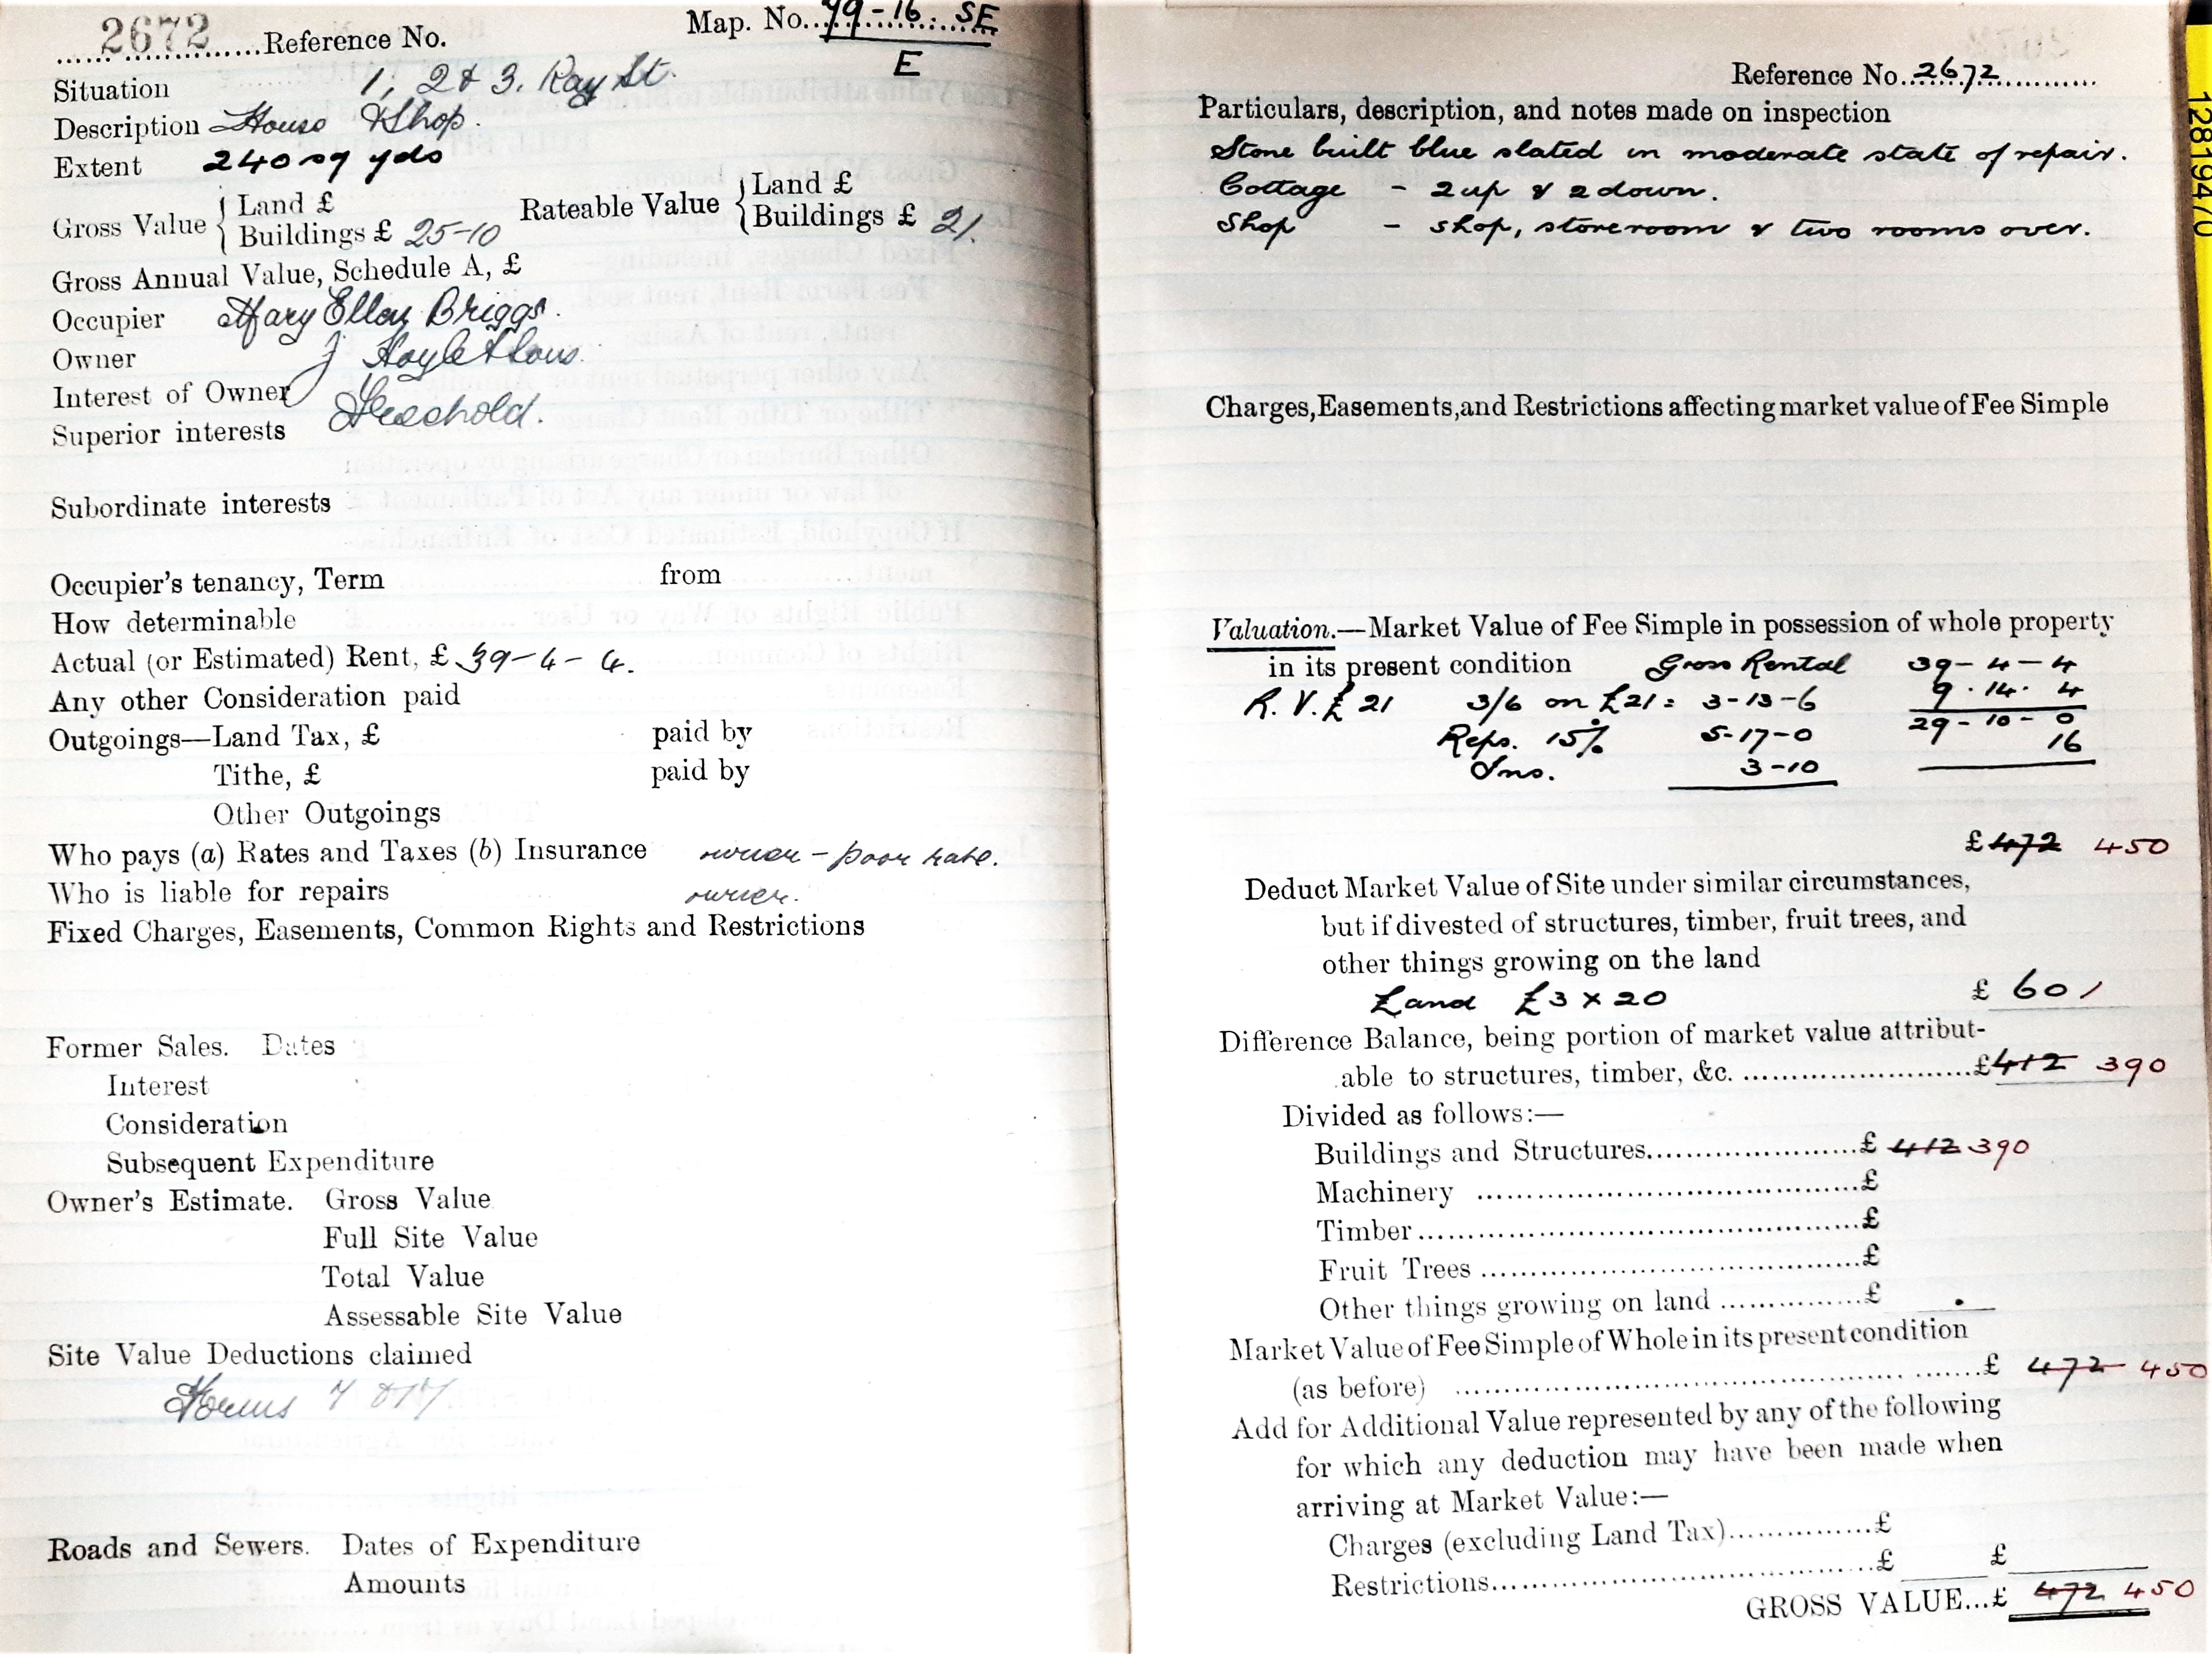 2672 Reference No. Map. No. 79-16. SE
E
Situation 1, 2 & 3. Ray St.
Description House & Shop.
Extent 240 sq yds
Gross Value { Land £ Rateable Value { Land £
Buildings £ 25-10 Buildings £ 21.
Gross Annual Value, Schedule A, £
Occupier Mary Ellen Briggs.
Owner J Hoyle & Sons.
Interest of Owner Freehold.
Superior interests
Subordinate interests
Occupier's tenancy, Term from
How determinable
Actual (or Estimated) Rent, £ 39-4-4.
Any other Consideration paid
Outgoings—Land Tax, £ paid by
Tithe, £ paid by
Other Outgoings
Who pays (a) Rates and Taxes (b) Insurance owner - poor rate.
Who is liable for repairs owner.
Fixed Charges, Easements, Common Rights and Restrictions
Former Sales. Dates
Interest
Consideration
Subsequent Expenditure
Owner's Estimate. Gross Value
Full Site Value
Total Value
Assessable Site Value
Site Value Deductions claimed
Forms 7
Roads and Sewers. Dates of Expenditure
Amounts
Reference No. 2672
Particulars, description, and notes made on inspection
Stone built blue slated in moderate state of repair.
Cottage - 2 up & 2 down.
Shop - shop, storeroom & two rooms over.
Charges, Easements, and Restrictions affecting market value of Fee Simple
Valuation.—Market Value of Fee Simple in possession of whole property
in its present condition Gross Rental 39-4-4
R.V. £21 3/6 on £21 = 3-13-6 9.14.4
Reps. 15% 5-17-0 29-10-0
Ins. 3-10 16
£472 450
Deduct Market Value of Site under similar circumstances,
but if divested of structures, timber, fruit trees, and
other things growing on the land
Land £3 x 20 £ 60/
Difference Balance, being portion of market value attribut-
able to structures, timber, &c. £412 390
Divided as follows:—
Buildings and Structures £ 412 390
Machinery £
Timber £
Fruit Trees £
Other things growing on land £
Market Value of Fee Simple of Whole in its present condition
(as before) £ 472 450
Add for Additional Value represented by any of the following
for which any deduction may have been made when
arriving at Market Value:—
Charges (excluding Land Tax) £
Restrictions £ £
GROSS VALUE...£ 472 450
12819470